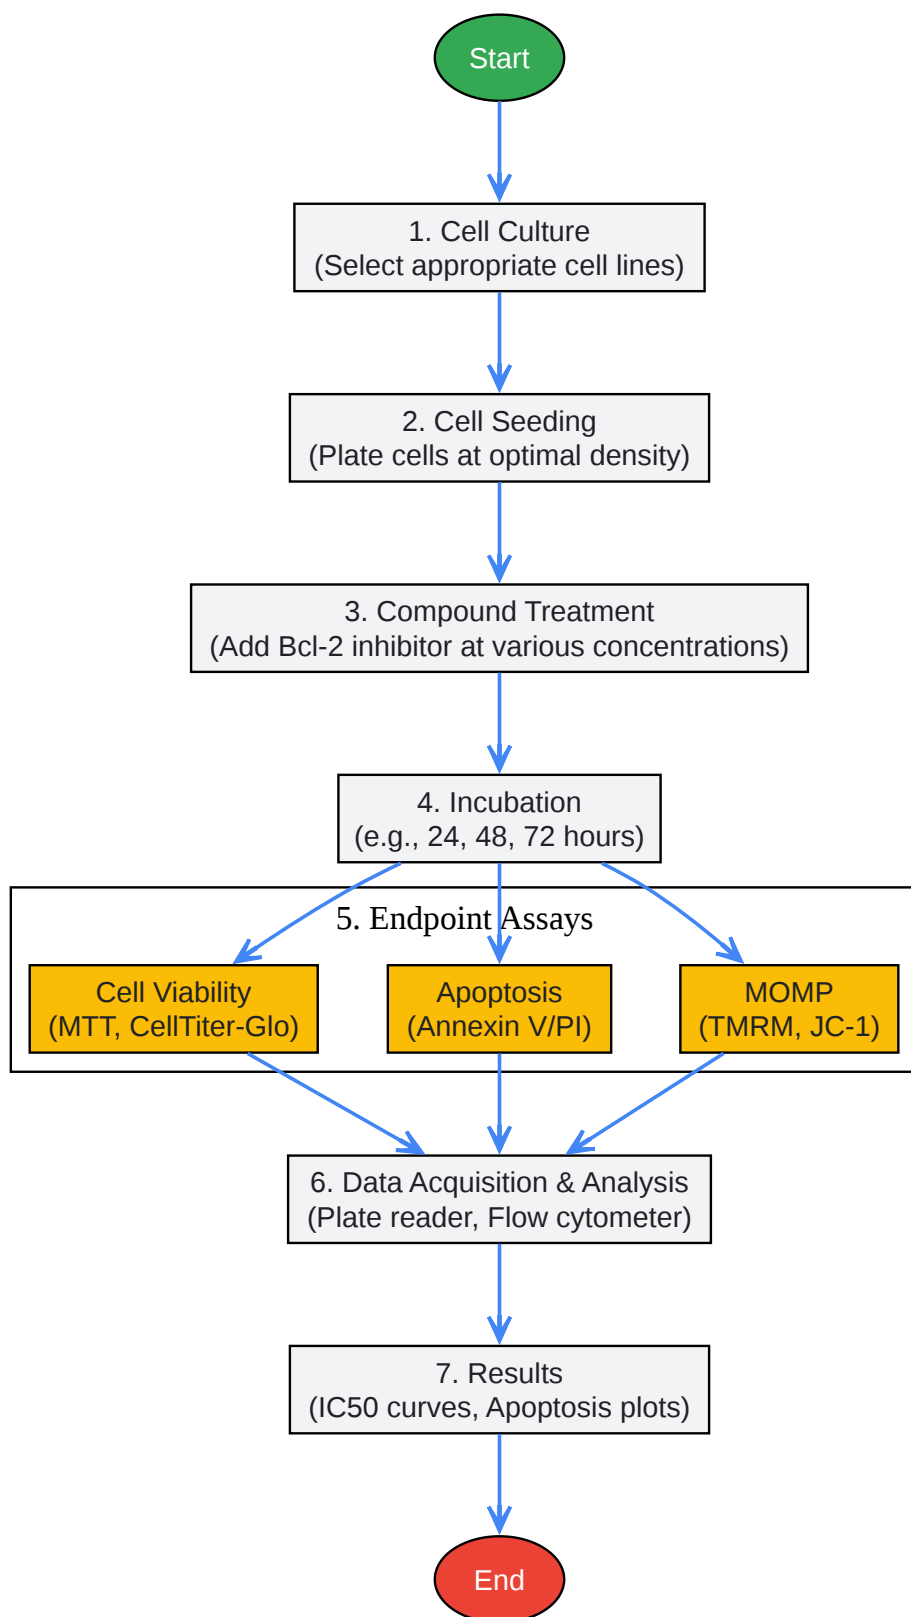 Start
1. Cell Culture
(Select appropriate cell lines)
2. Cell Seeding
(Plate cells at optimal density)
3. Compound Treatment
(Add Bcl-2 inhibitor at various concentrations)
4. Incubation
(e.g., 24, 48, 72 hours)
5. Endpoint Assays
Cell Viability
(MTT, CellTiter-Glo)
Apoptosis
(Annexin V/PI)
MOMP
(TMRM, JC-1)
6. Data Acquisition & Analysis
(Plate reader, Flow cytometer)
7. Results
(IC50 curves, Apoptosis plots)
End